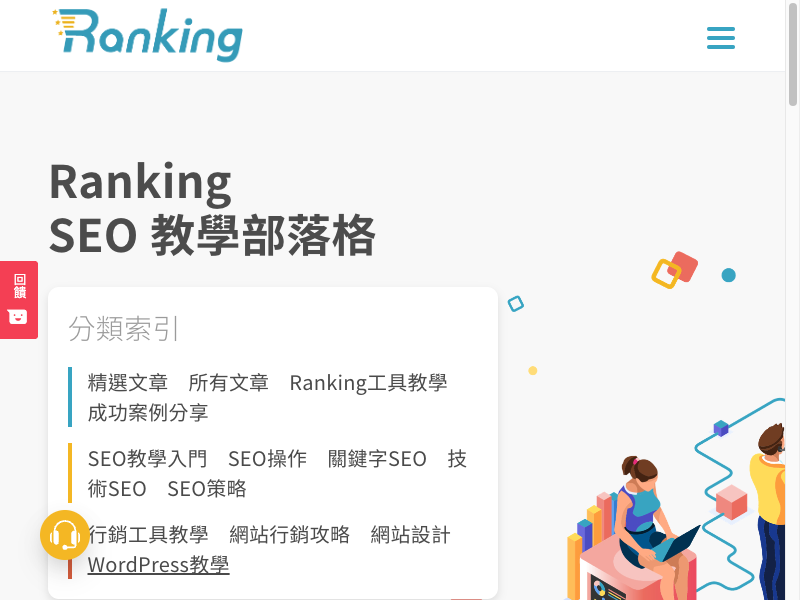 Ranking
Ranking
SEO 教學部落格
回饋
分類索引
精選文章 所有文章 Ranking工具教學
成功案例分享
SEO教學入門 SEO操作 關鍵字SEO 技
術SEO SEO策略
行銷工具教學 網站行銷攻略 網站設計
WordPress教學